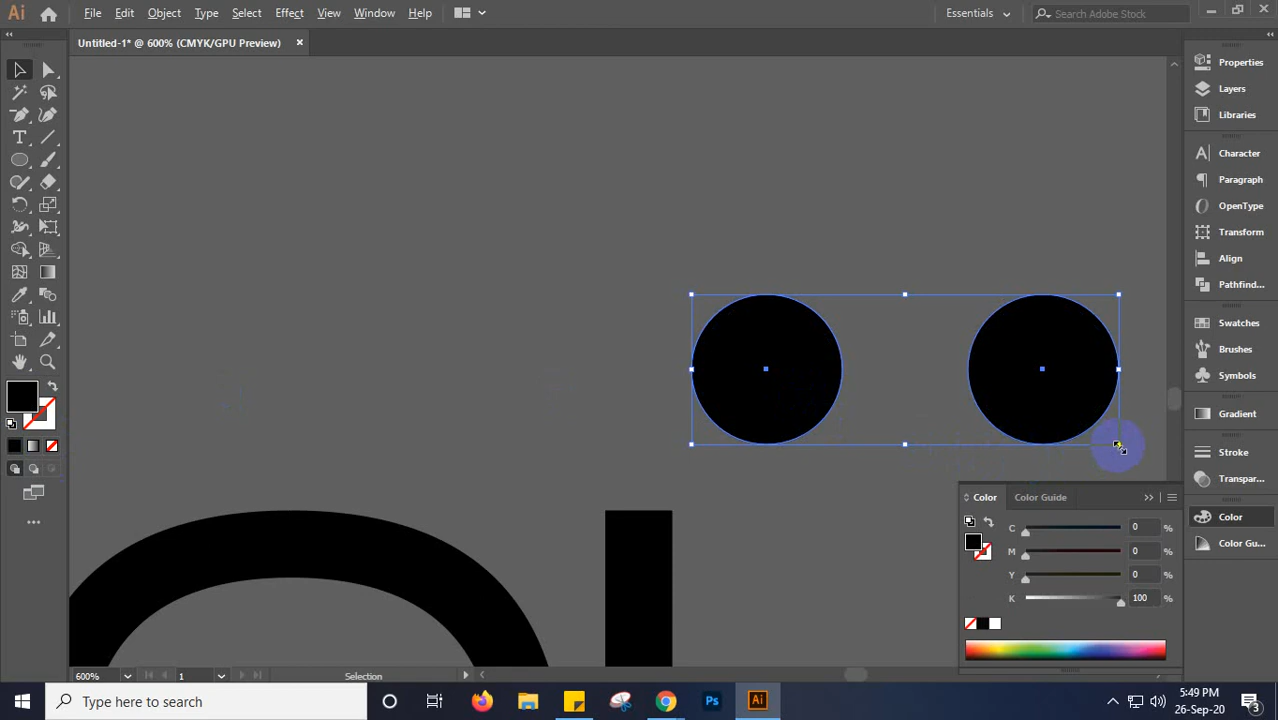 Ai File Edit Object Type Select Effect View Window Help Essentials Search Adobe Stock
Untitled-1* @ 600% (CMYK/GPU Preview)
Properties
Layers
Libraries
Character
Paragraph
OpenType
Transform
Align
Pathfind...
Swatches
Brushes
Symbols
Gradient
Stroke
Transpar...
Color
Color Gu...
Color Color Guide
C 0 %
M 0 %
Y 0 %
K 100 %
600% 1 Selection
Type here to search Ps Ai 5:49 PM
26-Sep-20 3